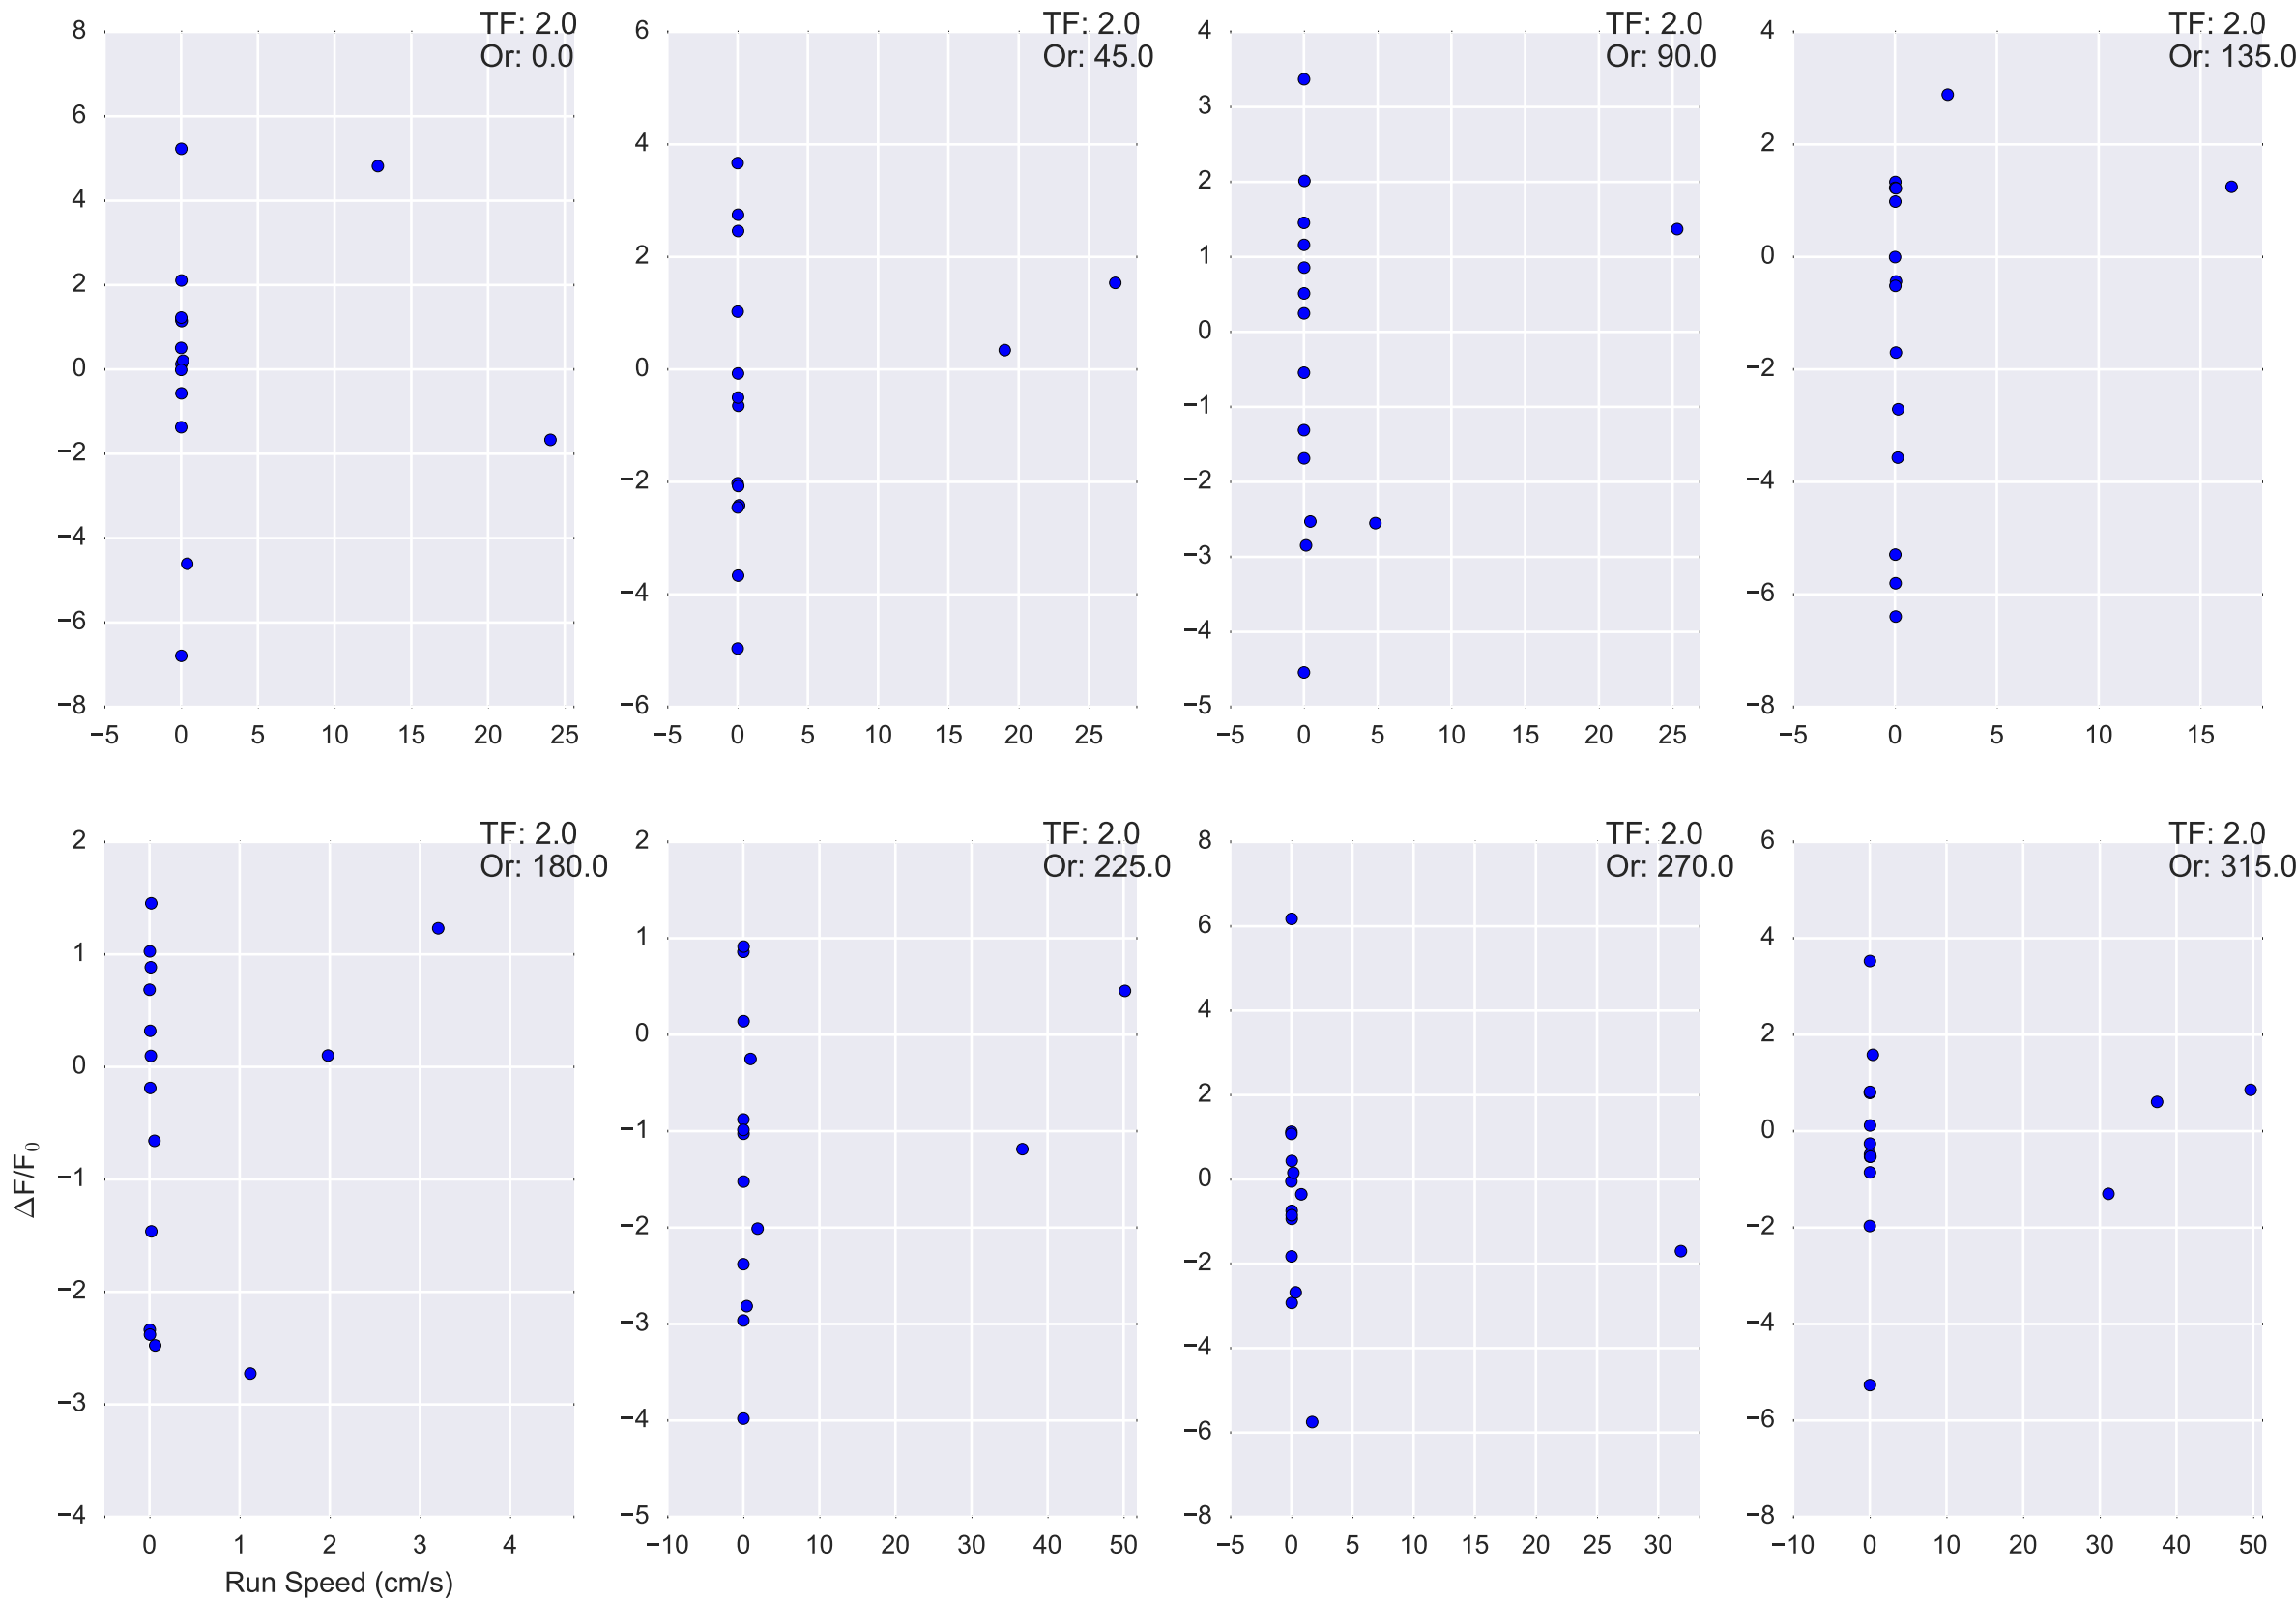 TF: 2.0
Or: 0.0
8
6
4
2
0
−2
−4
−6
−8
−5 0 5 10 15 20 25
TF: 2.0
Or: 45.0
6
4
2
0
−2
−4
−6
−5 0 5 10 15 20 25
TF: 2.0
Or: 90.0
4
3
2
1
0
−1
−2
−3
−4
−5
−5 0 5 10 15 20 25
TF: 2.0
Or: 135.0
4
2
0
−2
−4
−6
−8
−5 0 5 10 15
TF: 2.0
Or: 180.0
2
1
0
−1
−2
−3
−4
ΔF/F₀
0 1 2 3 4
Run Speed (cm/s)
TF: 2.0
Or: 225.0
2
1
0
−1
−2
−3
−4
−5
−10 0 10 20 30 40 50
TF: 2.0
Or: 270.0
8
6
4
2
0
−2
−4
−6
−8
−5 0 5 10 15 20 25 30
TF: 2.0
Or: 315.0
6
4
2
0
−2
−4
−6
−8
−10 0 10 20 30 40 50